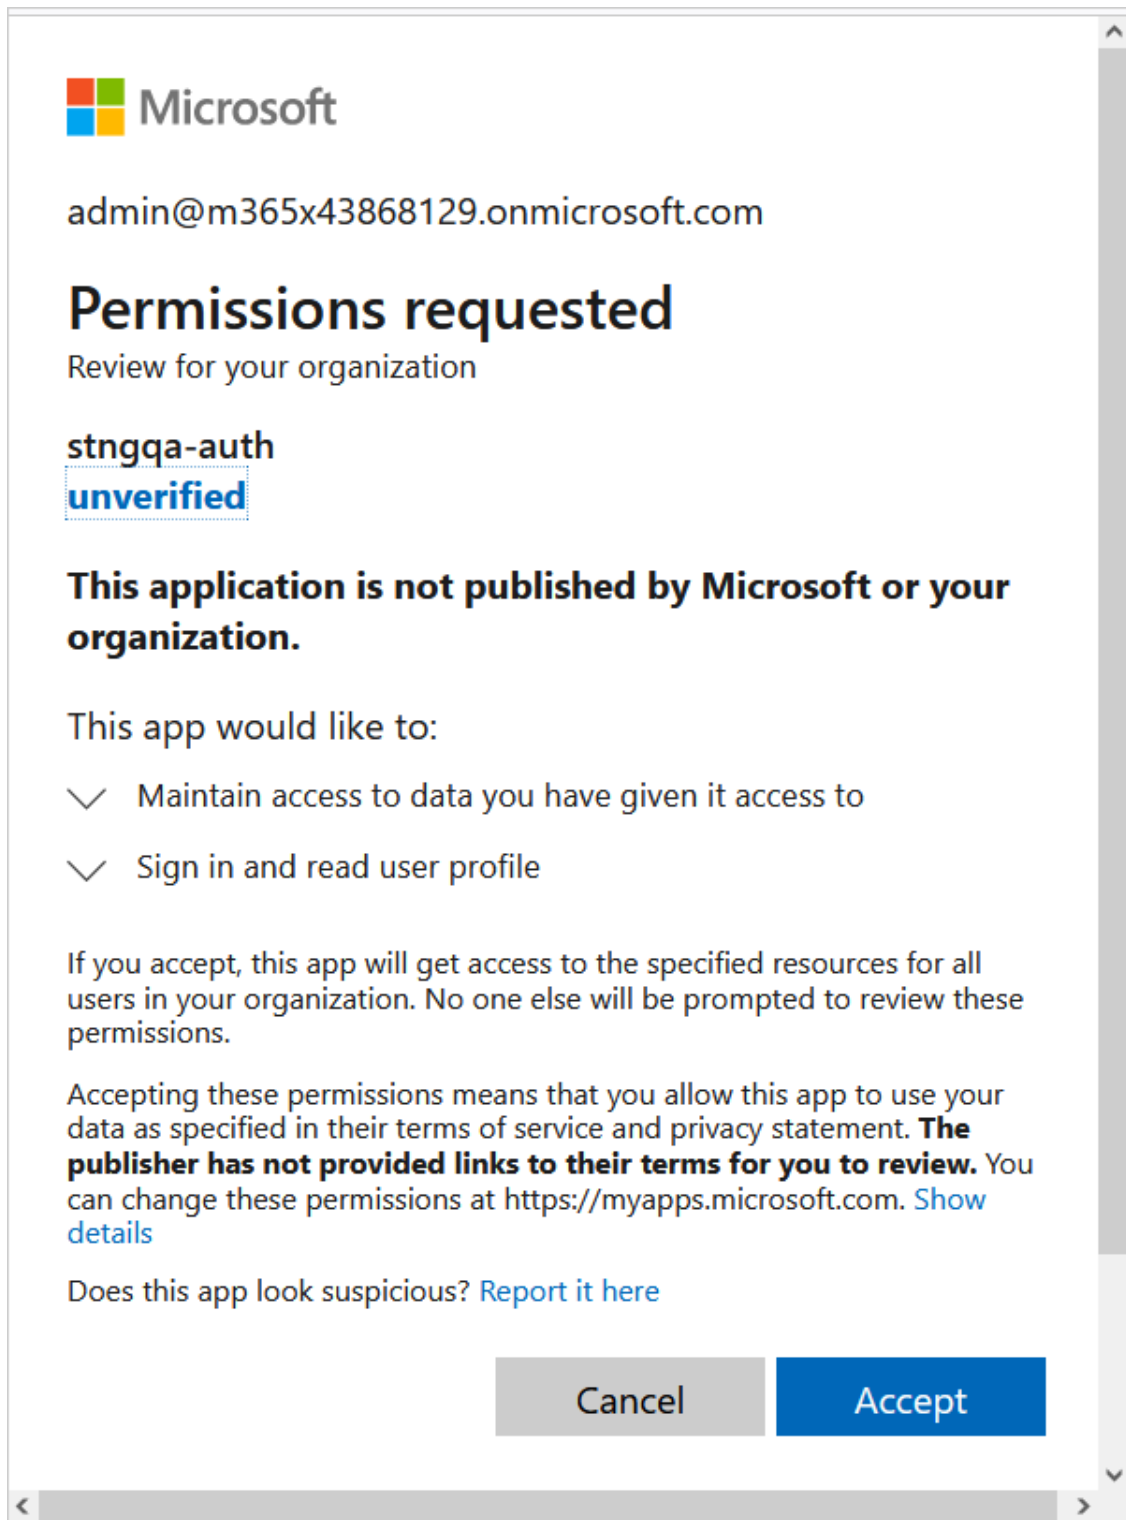 Microsoft
admin@m365x43868129.onmicrosoft.com
Permissions requested
Review for your organization
stngqa-auth
unverified
This application is not published by Microsoft or your
organization.
This app would like to:
Maintain access to data you have given it access to
Sign in and read user profile
If you accept, this app will get access to the specified resources for all
users in your organization. No one else will be prompted to review these
permissions.
Accepting these permissions means that you allow this app to use your
data as specified in their terms of service and privacy statement. The
publisher has not provided links to their terms for you to review. You
can change these permissions at https://myapps.microsoft.com. Show
details
Does this app look suspicious? Report it here
Cancel Accept